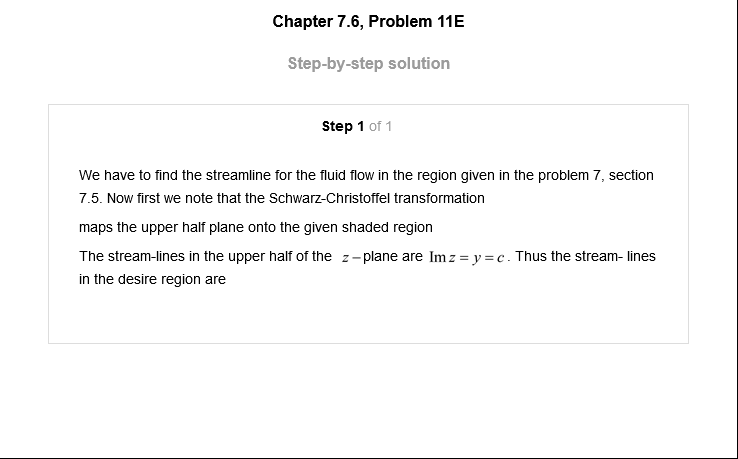 Chapter 7.6, Problem 11E
Step-by-step solution
Step 1 of 1
We have to find the streamline for the fluid flow in the region given in the problem 7, section
7.5. Now first we note that the Schwarz-Christoffel transformation
maps the upper half plane onto the given shaded region
The stream-lines in the upper half of the z – plane are Im z = y = c . Thus the stream- lines
in the desire region are